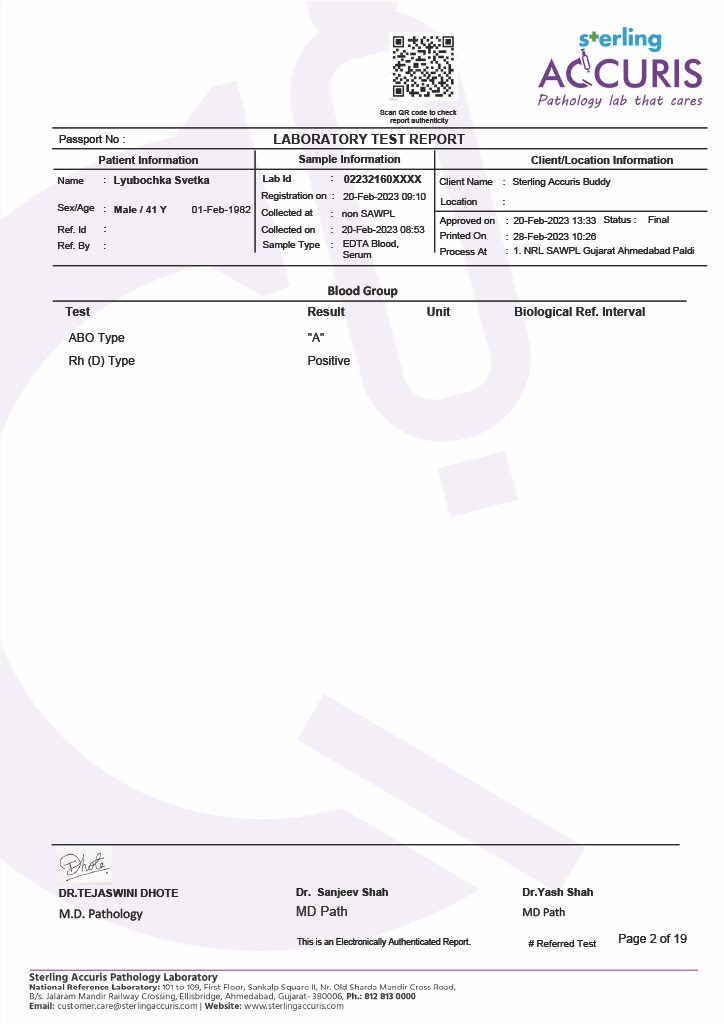 sterling
ACCURIS
Pathology lab that cares
Scan QR code to check
report authenticity
Passport No :
LABORATORY TEST REPORT
Patient Information
Name : Lyubochka Svetka
Sex/Age : Male / 41 Y 01-Feb-1982
Ref. Id :
Ref. By :
Sample Information
Lab Id : 02232160XXXX
Registration on : 20-Feb-2023 09:10
Collected at : non SAWPL
Collected on : 20-Feb-2023 08:53
Sample Type : EDTA Blood,
Serum
Client/Location Information
Client Name : Sterling Accuris Buddy
Location :
Approved on : 20-Feb-2023 13:33 Status : Final
Printed On : 28-Feb-2023 10:26
Process At : 1. NRL SAWPL Gujarat Ahmedabad Paldi
Blood Group
Test Result Unit Biological Ref. Interval
ABO Type "A"
Rh (D) Type Positive
Dhote
DR.TEJASWINI DHOTE
M.D. Pathology
Dr. Sanjeev Shah
MD Path
Dr.Yash Shah
MD Path
This is an Electronically Authenticated Report.
# Referred Test
Page 2 of 19
Sterling Accuris Pathology Laboratory
National Reference Laboratory: 101 to 109, First Floor, Sankalp Square II, Nr. Old Sharda Mandir Cross Road,
B/s. Jalaram Mandir Railway Crossing, Ellisbridge, Ahmedabad, Gujarat- 380006, Ph.: 812 813 0000
Email: customer.care@sterlingaccuris.com | Website: www.sterlingaccuris.com